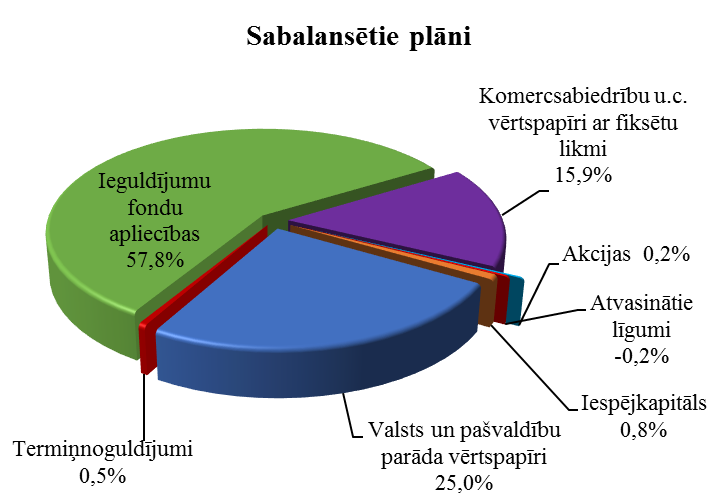 Sabalansētie plāni
Komercsabiedrību u.c.
vērtspapīri ar fiksētu
likmi
15,9%
Ieguldījumu
fondu
apliecības
57,8%
Akcijas 0,2%
Atvasinātie
līgumi
-0,2%
Iespējkapitāls
0,8%
Valsts un pašvaldību
parāda vērtspapīri
25,0%
Termiņnoguldījumi
0,5%